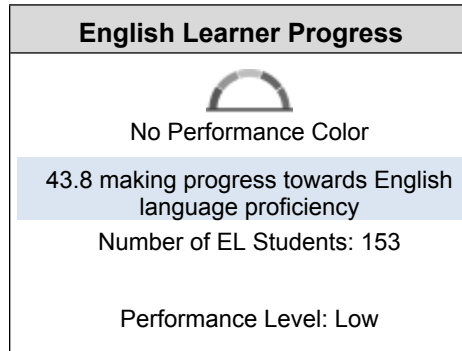 English Learner Progress
No Performance Color
43.8 making progress towards English
language proficiency
Number of EL Students: 153
Performance Level: Low